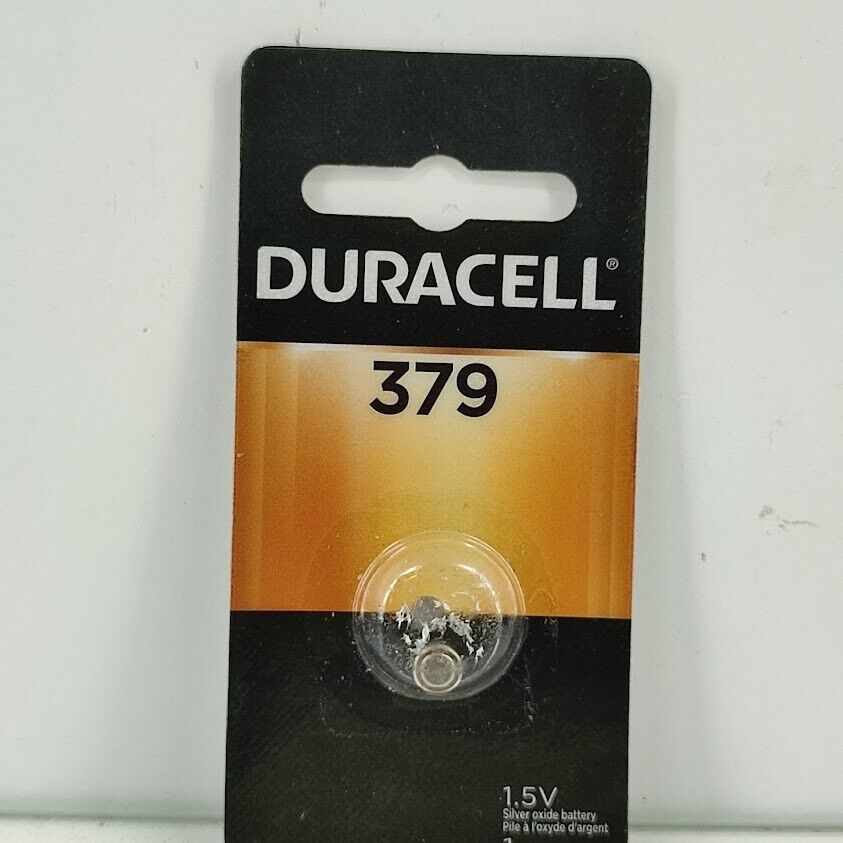 DURACELL®
379
1.5V
Silver oxide battery
Pile à l'oxyde d'argent